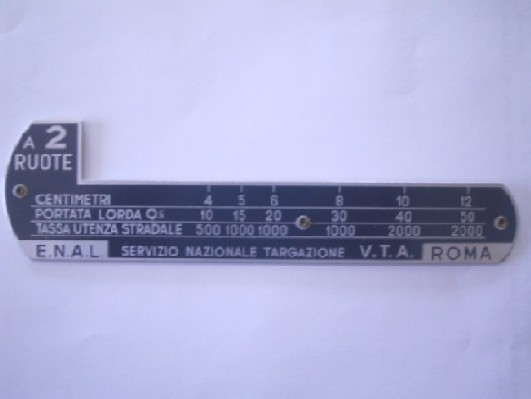 A 2
RUOTE
CENTIMETRI 4 5 6 8 10 12
PORTATA LORDA Q.li 10 15 20 30 40 50
TASSA UTENZA STRADALE 500 1000 1000 1000 2000 2000
E.N.A.L SERVIZIO NAZIONALE TARGAZIONE V.T.A. ROMA